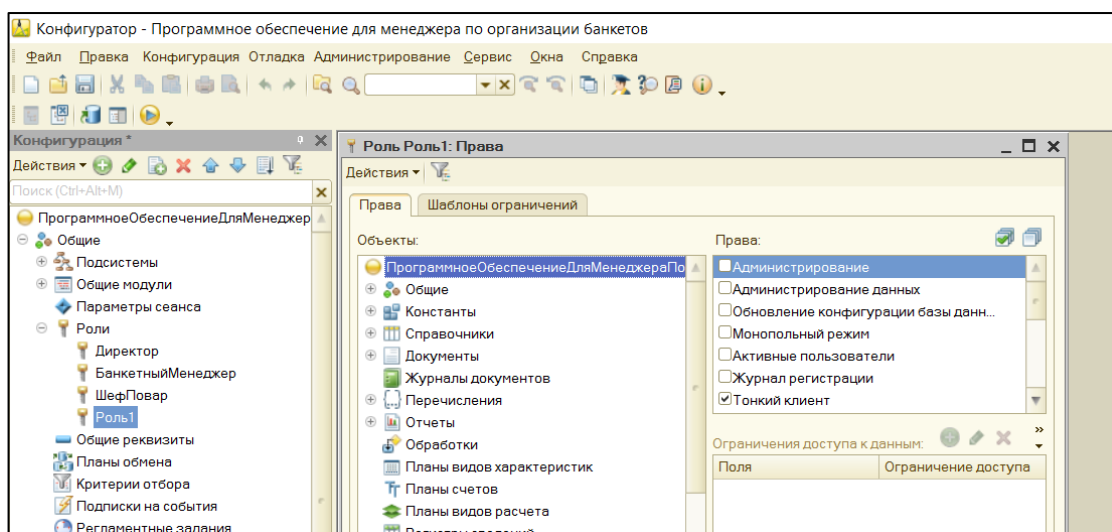 Конфигуратор - Программное обеспечение для менеджера по организации банкетов
Файл Правка Конфигурация Отладка Администрирование Сервис Окна Справка
Конфигурация *
Действия
Поиск (Ctrl+Alt+M)
ПрограммноеОбеспечениеДляМенеджер
Общие
Подсистемы
Общие модули
Параметры сеанса
Роли
Директор
БанкетныйМенеджер
ШефПовар
Роль1
Общие реквизиты
Планы обмена
Критерии отбора
Подписки на события
Регламентные задания
Роль Роль1: Права
Действия
Права Шаблоны ограничений
Объекты:
ПрограммноеОбеспечениеДляМенеджераПо
Общие
Константы
Справочники
Документы
Журналы документов
Перечисления
Отчеты
Обработки
Планы видов характеристик
Планы счетов
Планы видов расчета
Регистры сведений
Права:
Администрирование
Администрирование данных
Обновление конфигурации базы данн...
Монопольный режим
Активные пользователи
Журнал регистрации
Тонкий клиент
Ограничения доступа к данным:
Поля Ограничение доступа